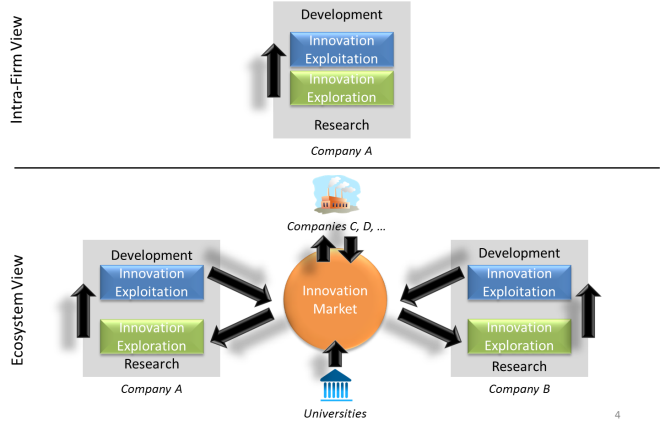 Intra-Firm View
Development
Innovation
Exploitation
Innovation
Exploration
Research
Company A
Ecosystem View
Companies C, D, ...
Development
Innovation
Exploitation
Innovation
Exploration
Research
Company A
Innovation
Market
Universities
Development
Innovation
Exploitation
Innovation
Exploration
Research
Company B
4